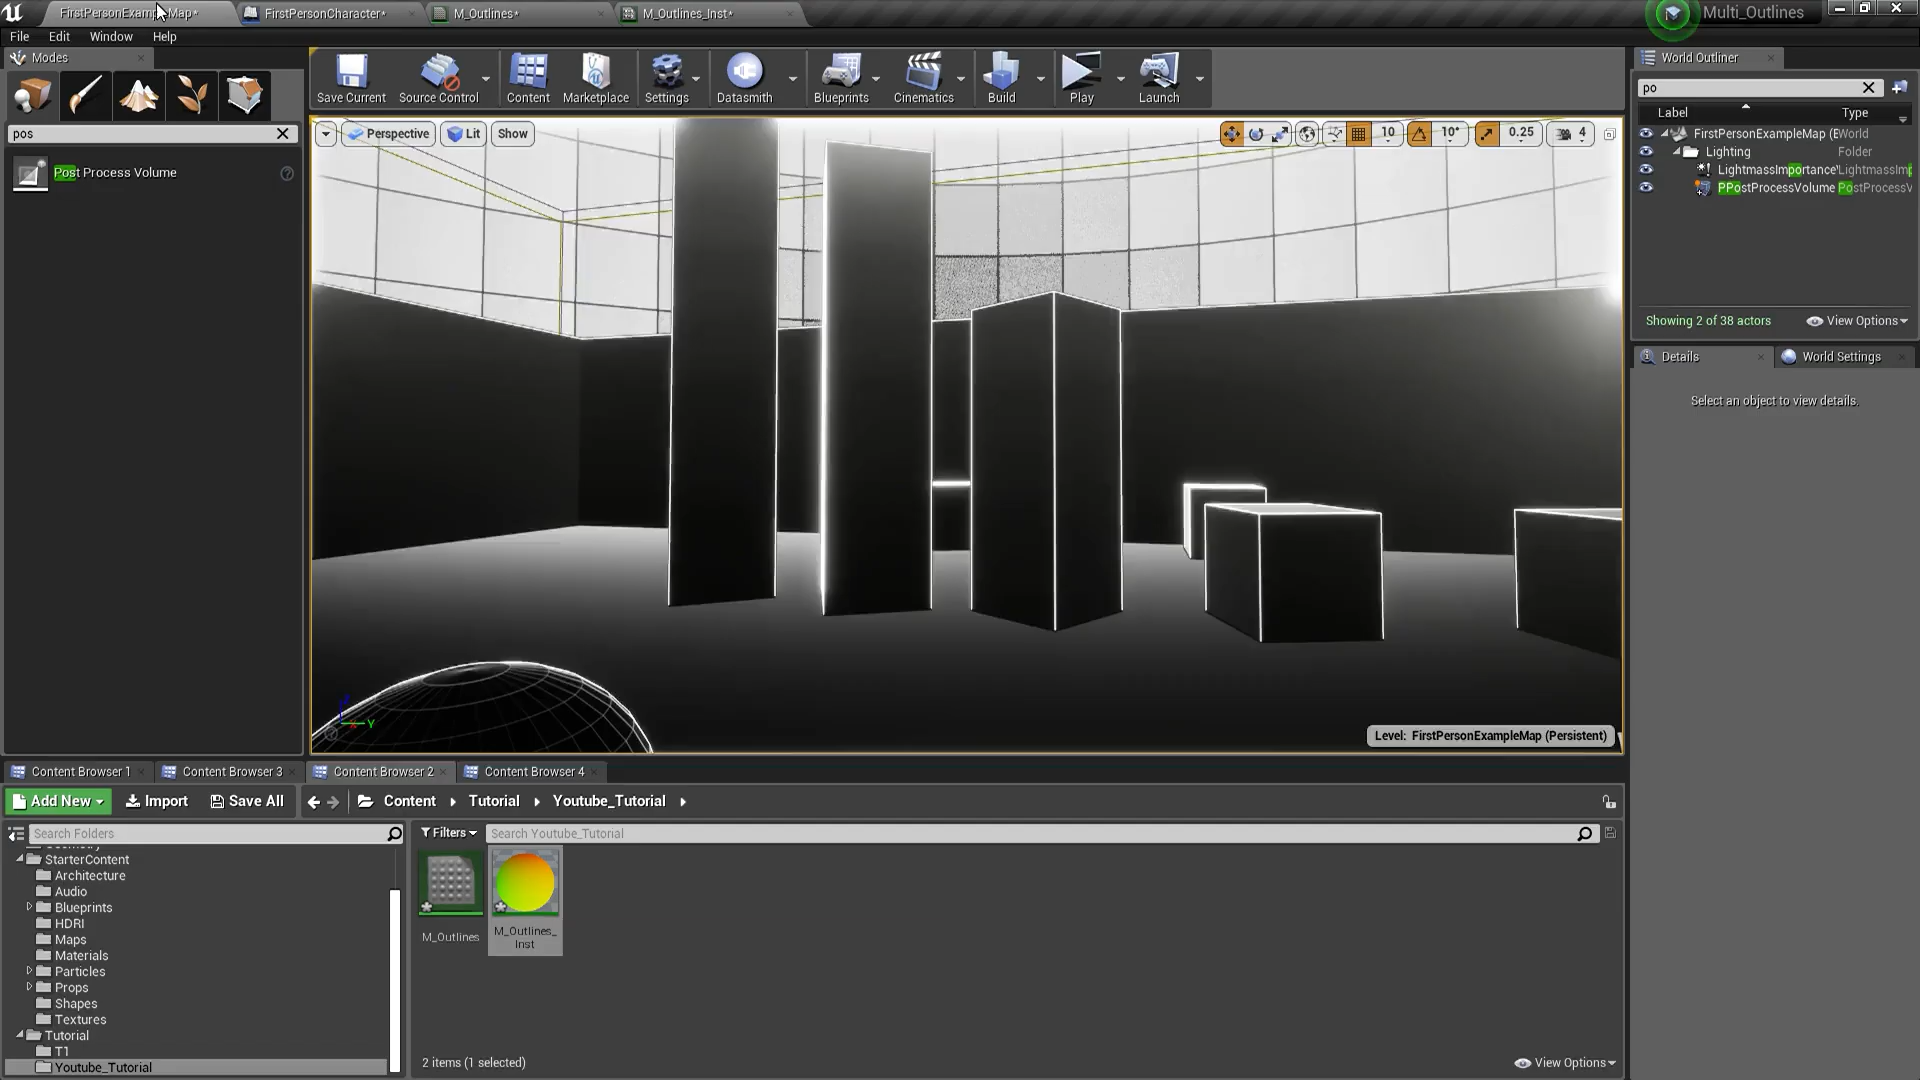 FirstPersonExam Map*
FirstPersonCharacter*
M_Outlines*
M_Outlines_Inst*
Multi_Outlines
File Edit Window Help
Modes
pos
Post Process Volume
Save Current
Source Control
Content
Marketplace
Settings
Datasmith
Blueprints
Cinematics
Build
Play
Launch
Perspective
Lit
Show
10
10°
0.25
4
Y
Level: FirstPersonExampleMap (Persistent)
World Outliner
po
Label Type
FirstPersonExampleMap (E World
Lighting Folder
LightmassImportance LightmassImp
PPostProcessVolume PostProcessV
Showing 2 of 38 actors
View Options
Details
World Settings
Select an object to view details.
Content Browser 1
Content Browser 3
Content Browser 2
Content Browser 4
Add New
Import
Save All
Content
Tutorial
Youtube_Tutorial
Search Folders
Filters
Search Youtube_Tutorial
StarterContent
Architecture
Audio
Blueprints
HDRI
Maps
Materials
Particles
Props
Shapes
Textures
Tutorial
T1
Youtube_Tutorial
M_Outlines
M_Outlines_
Inst
2 items (1 selected)
View Options